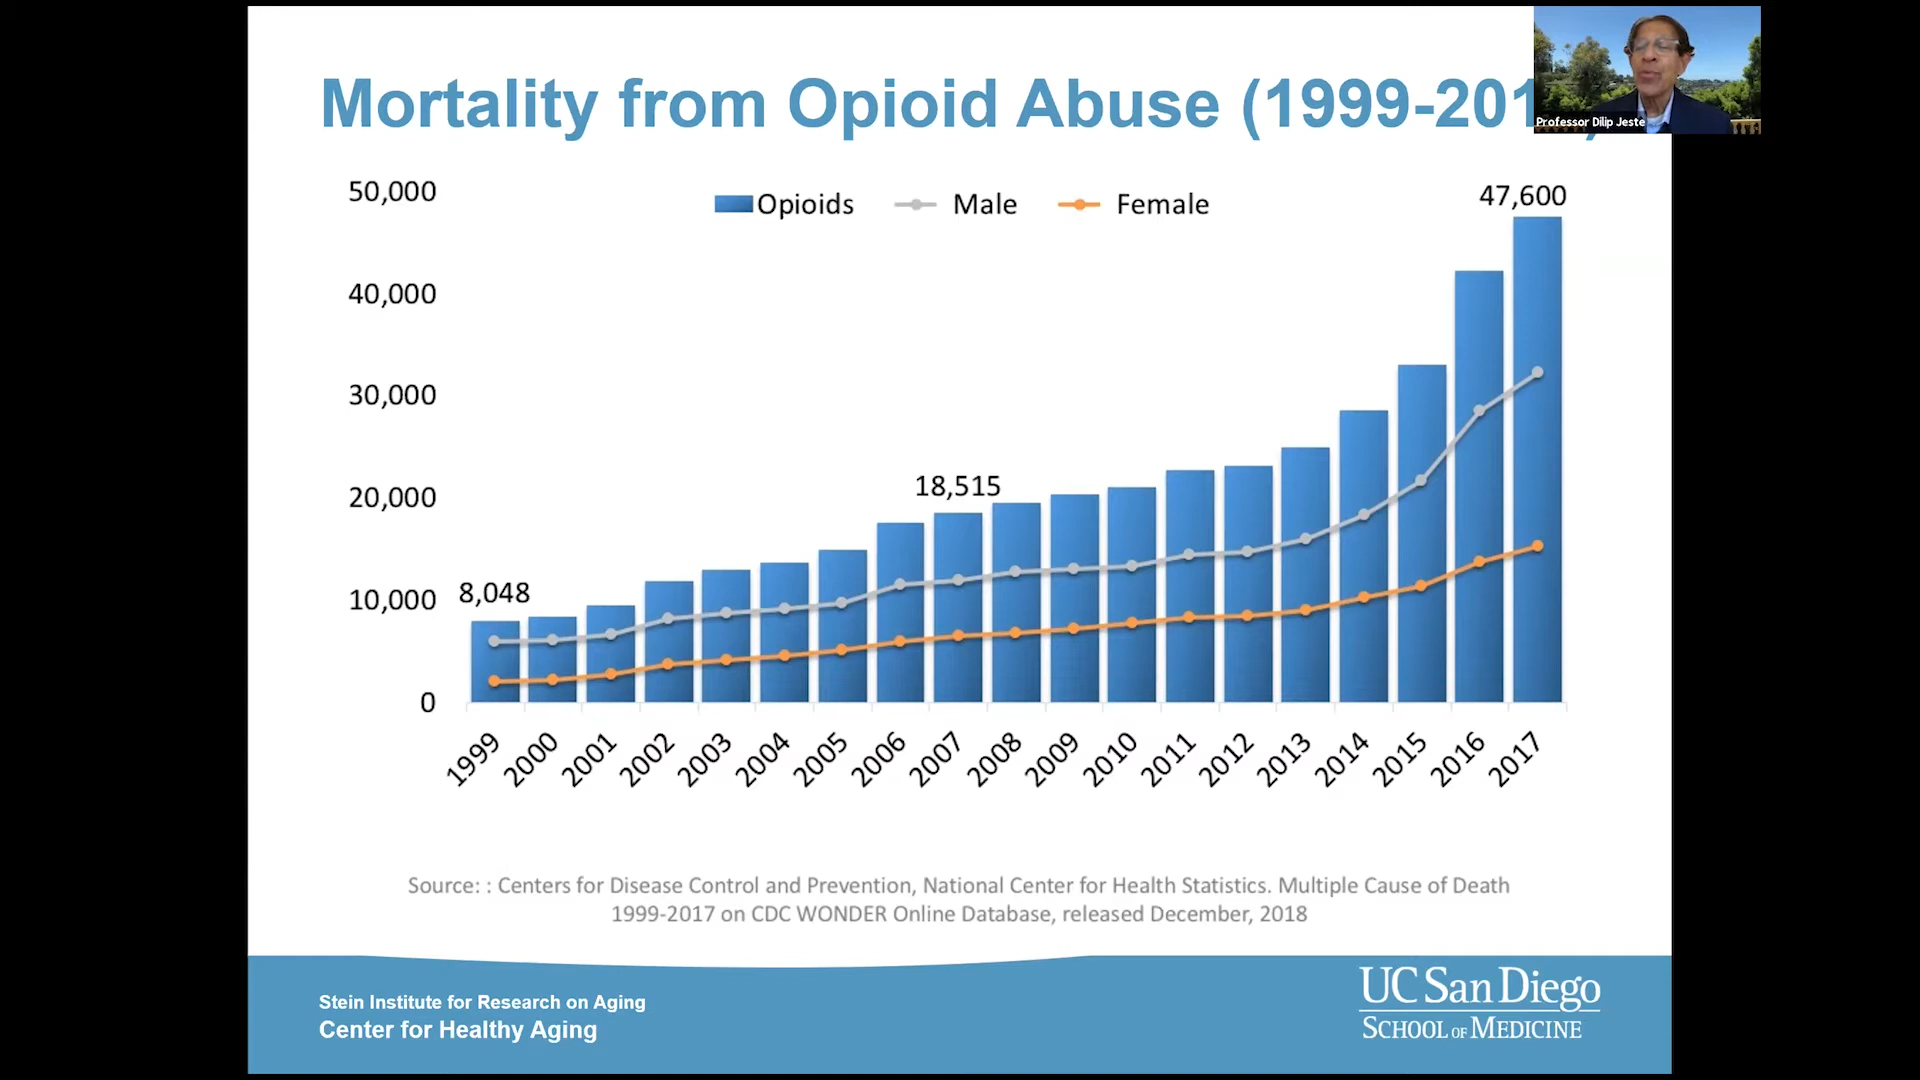 Mortality from Opioid Abuse (1999-201
Professor Dilip Jeste
50,000
40,000
30,000
20,000
10,000
0
Opioids Male Female
8,048
18,515
47,600
1999 2000 2001 2002 2003 2004 2005 2006 2007 2008 2009 2010 2011 2012 2013 2014 2015 2016 2017
Source: : Centers for Disease Control and Prevention, National Center for Health Statistics. Multiple Cause of Death
1999-2017 on CDC WONDER Online Database, released December, 2018
Stein Institute for Research on Aging
Center for Healthy Aging
UC San Diego
SCHOOL OF MEDICINE